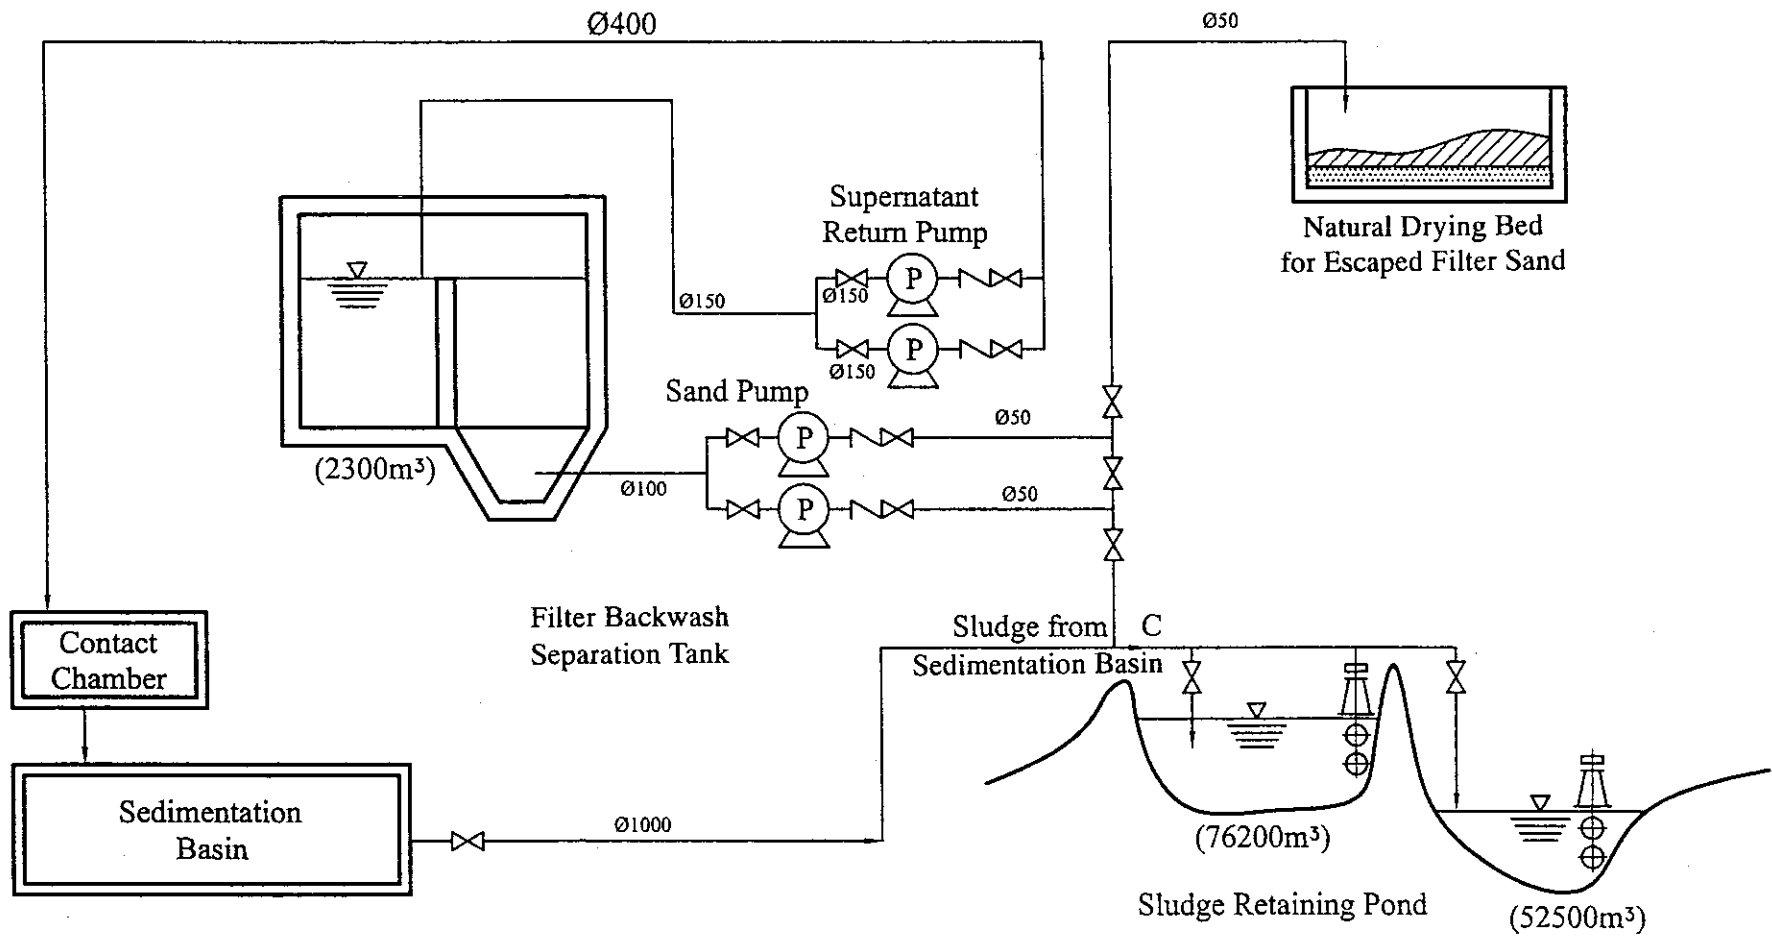 Ø400
Ø50
Supernatant
Return Pump
P
Ø150
Ø150
P
Ø150
Natural Drying Bed
for Escaped Filter Sand
Sand Pump
P
Ø50
(2300m³)
Ø100
P
Ø50
Filter Backwash
Separation Tank
Contact
Chamber
Sludge from C
Sedimentation Basin
Sedimentation
Basin
Ø1000
(76200m³)
Sludge Retaining Pond
(52500m³)